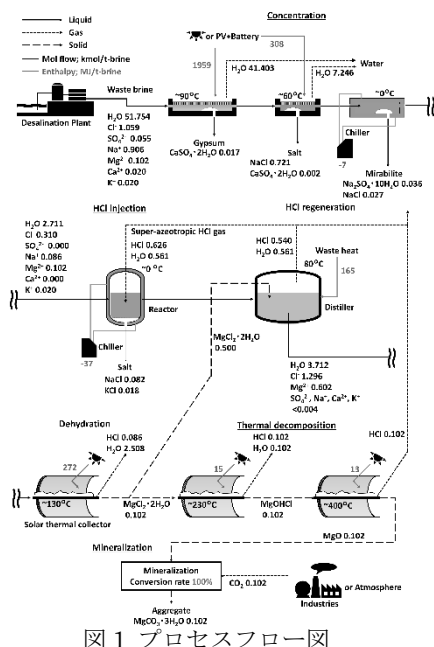 Liquid
Gas
Solid
Mol flow; kmol/t-brine
Enthalpy; MJ/t-brine
Concentration
or PV+Battery
308
1959
H₂O 41.403
Water
H₂O 7.246
Waste brine
Desalination Plant
H₂O 51.754
Cl⁻ 1.059
SO₄²⁻ 0.055
Na⁺ 0.906
Mg²⁺ 0.102
Ca²⁺ 0.020
K⁺ 0.020
~90°C
~60°C
~0°C
Gypsum
CaSO₄・2H₂O 0.017
Salt
NaCl 0.721
CaSO₄・2H₂O 0.002
Chiller
-7
Mirabilite
Na₂SO₄・10H₂O 0.036
NaCl 0.027
HCl injection
HCl regeneration
H₂O 2.711
Cl⁻ 0.310
SO₄²⁻ 0.000
Na⁺ 0.086
Mg²⁺ 0.102
Ca²⁺ 0.000
K⁺ 0.020
Super-azeotropic HCl gas
HCl 0.626
H₂O 0.561
~0 °C
HCl 0.540
H₂O 0.561
60°C
Waste heat
165
Reactor
Distiller
Chiller
-37
Salt
NaCl 0.082
KCl 0.018
MgCl₂・2H₂O
0.500
H₂O 3.712
Cl⁻ 1.296
Mg²⁺ 0.602
SO₄²⁻, Na⁺, Ca²⁺, K⁺
<0.004
Dehydration
Thermal decomposition
HCl 0.086
H₂O 2.508
HCl 0.102
H₂O 0.102
HCl 0.102
272
15
13
~130°C
~230°C
~400°C
Solar thermal collector
MgCl₂・2H₂O
0.102
MgOHCl
0.102
MgO 0.102
Mineralization
Mineralization
Conversion rate 100%
CO₂ 0.102
Industries
or Atmosphere
Aggregate
MgCO₃・3H₂O 0.102
図 1 プロセスフロー図